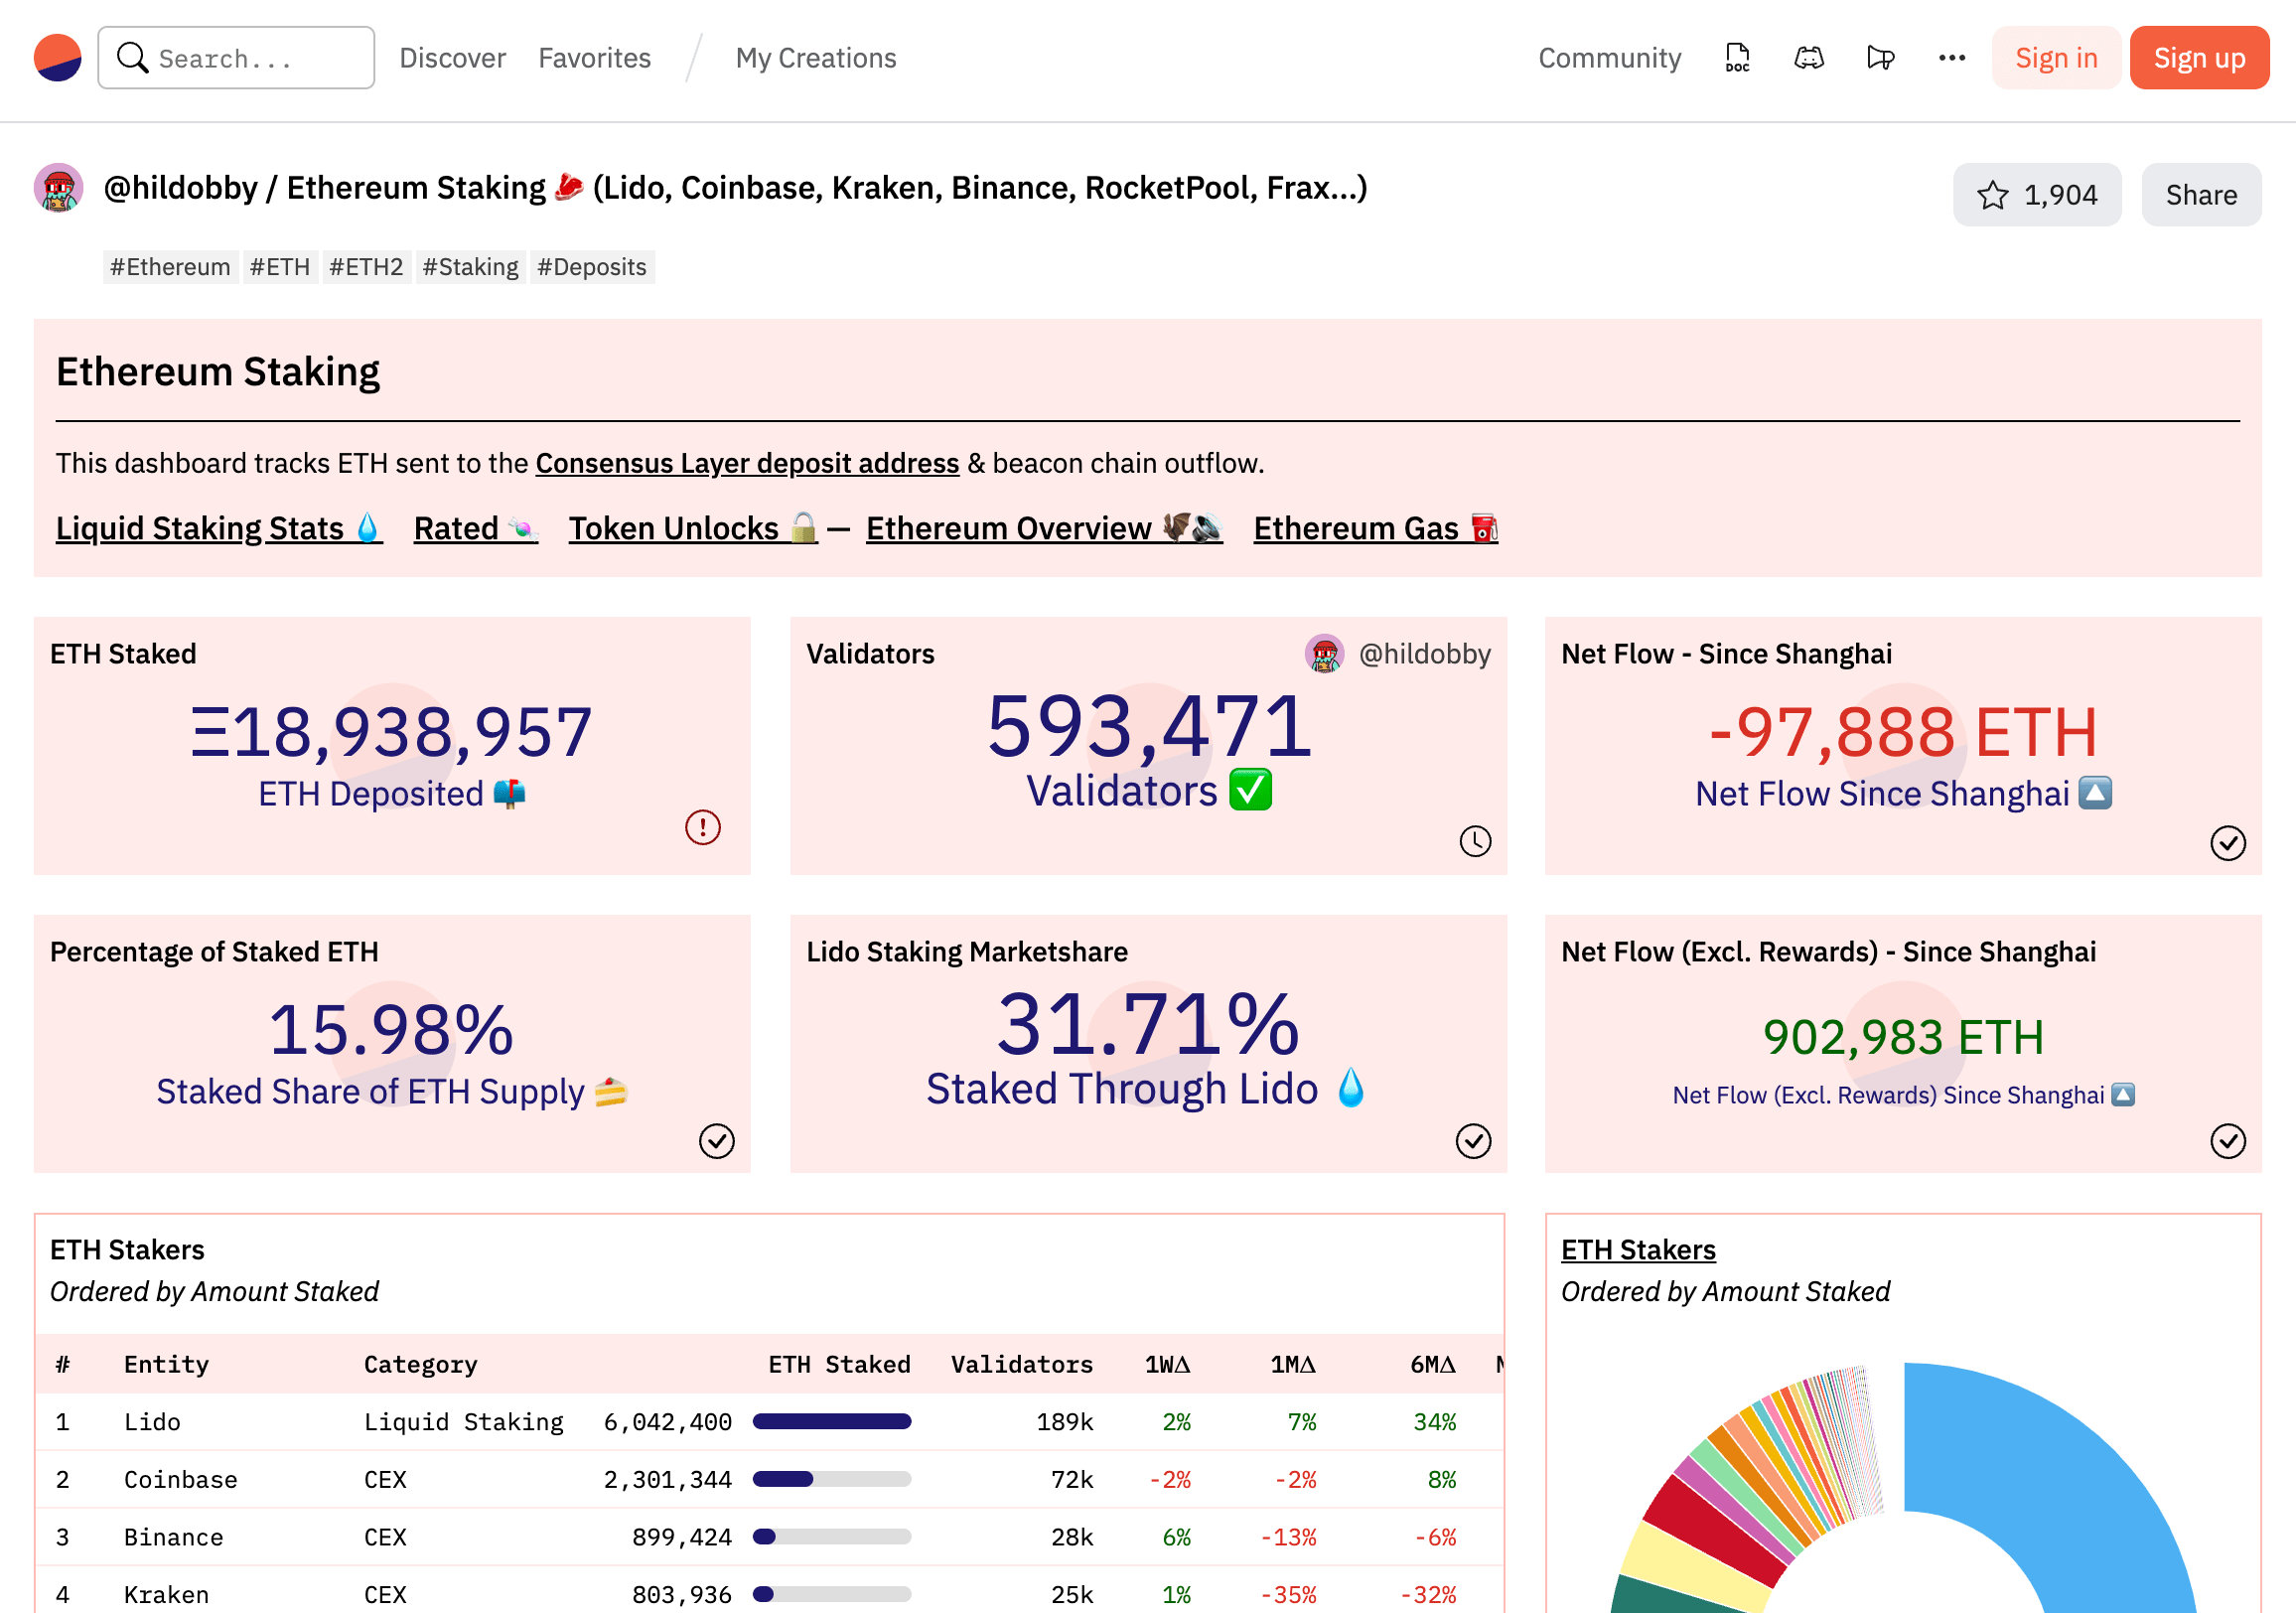 Search... Discover Favorites My Creations Community DOC Sign in Sign up
@hildobby / Ethereum Staking 🥩 (Lido, Coinbase, Kraken, Binance, RocketPool, Frax...) 1,904 Share
#Ethereum #ETH #ETH2 #Staking #Deposits
Ethereum Staking
This dashboard tracks ETH sent to the Consensus Layer deposit address & beacon chain outflow.
Liquid Staking Stats 💧 Rated 🍬 Token Unlocks 🔓 — Ethereum Overview 🦇🔊 Ethereum Gas ⛽
ETH Staked
Ξ18,938,957
ETH Deposited 📫
Validators @hildobby
593,471
Validators ✅
Net Flow - Since Shanghai
-97,888 ETH
Net Flow Since Shanghai 🔼
Percentage of Staked ETH
15.98%
Staked Share of ETH Supply 🍰
Lido Staking Marketshare
31.71%
Staked Through Lido 💧
Net Flow (Excl. Rewards) - Since Shanghai
902,983 ETH
Net Flow (Excl. Rewards) Since Shanghai 🔼
ETH Stakers
Ordered by Amount Staked
# Entity Category ETH Staked Validators 1WΔ 1MΔ 6MΔ
1 Lido Liquid Staking 6,042,400 189k 2% 7% 34%
2 Coinbase CEX 2,301,344 72k -2% -2% 8%
3 Binance CEX 899,424 28k 6% -13% -6%
4 Kraken CEX 803,936 25k 1% -35% -32%
ETH Stakers
Ordered by Amount Staked